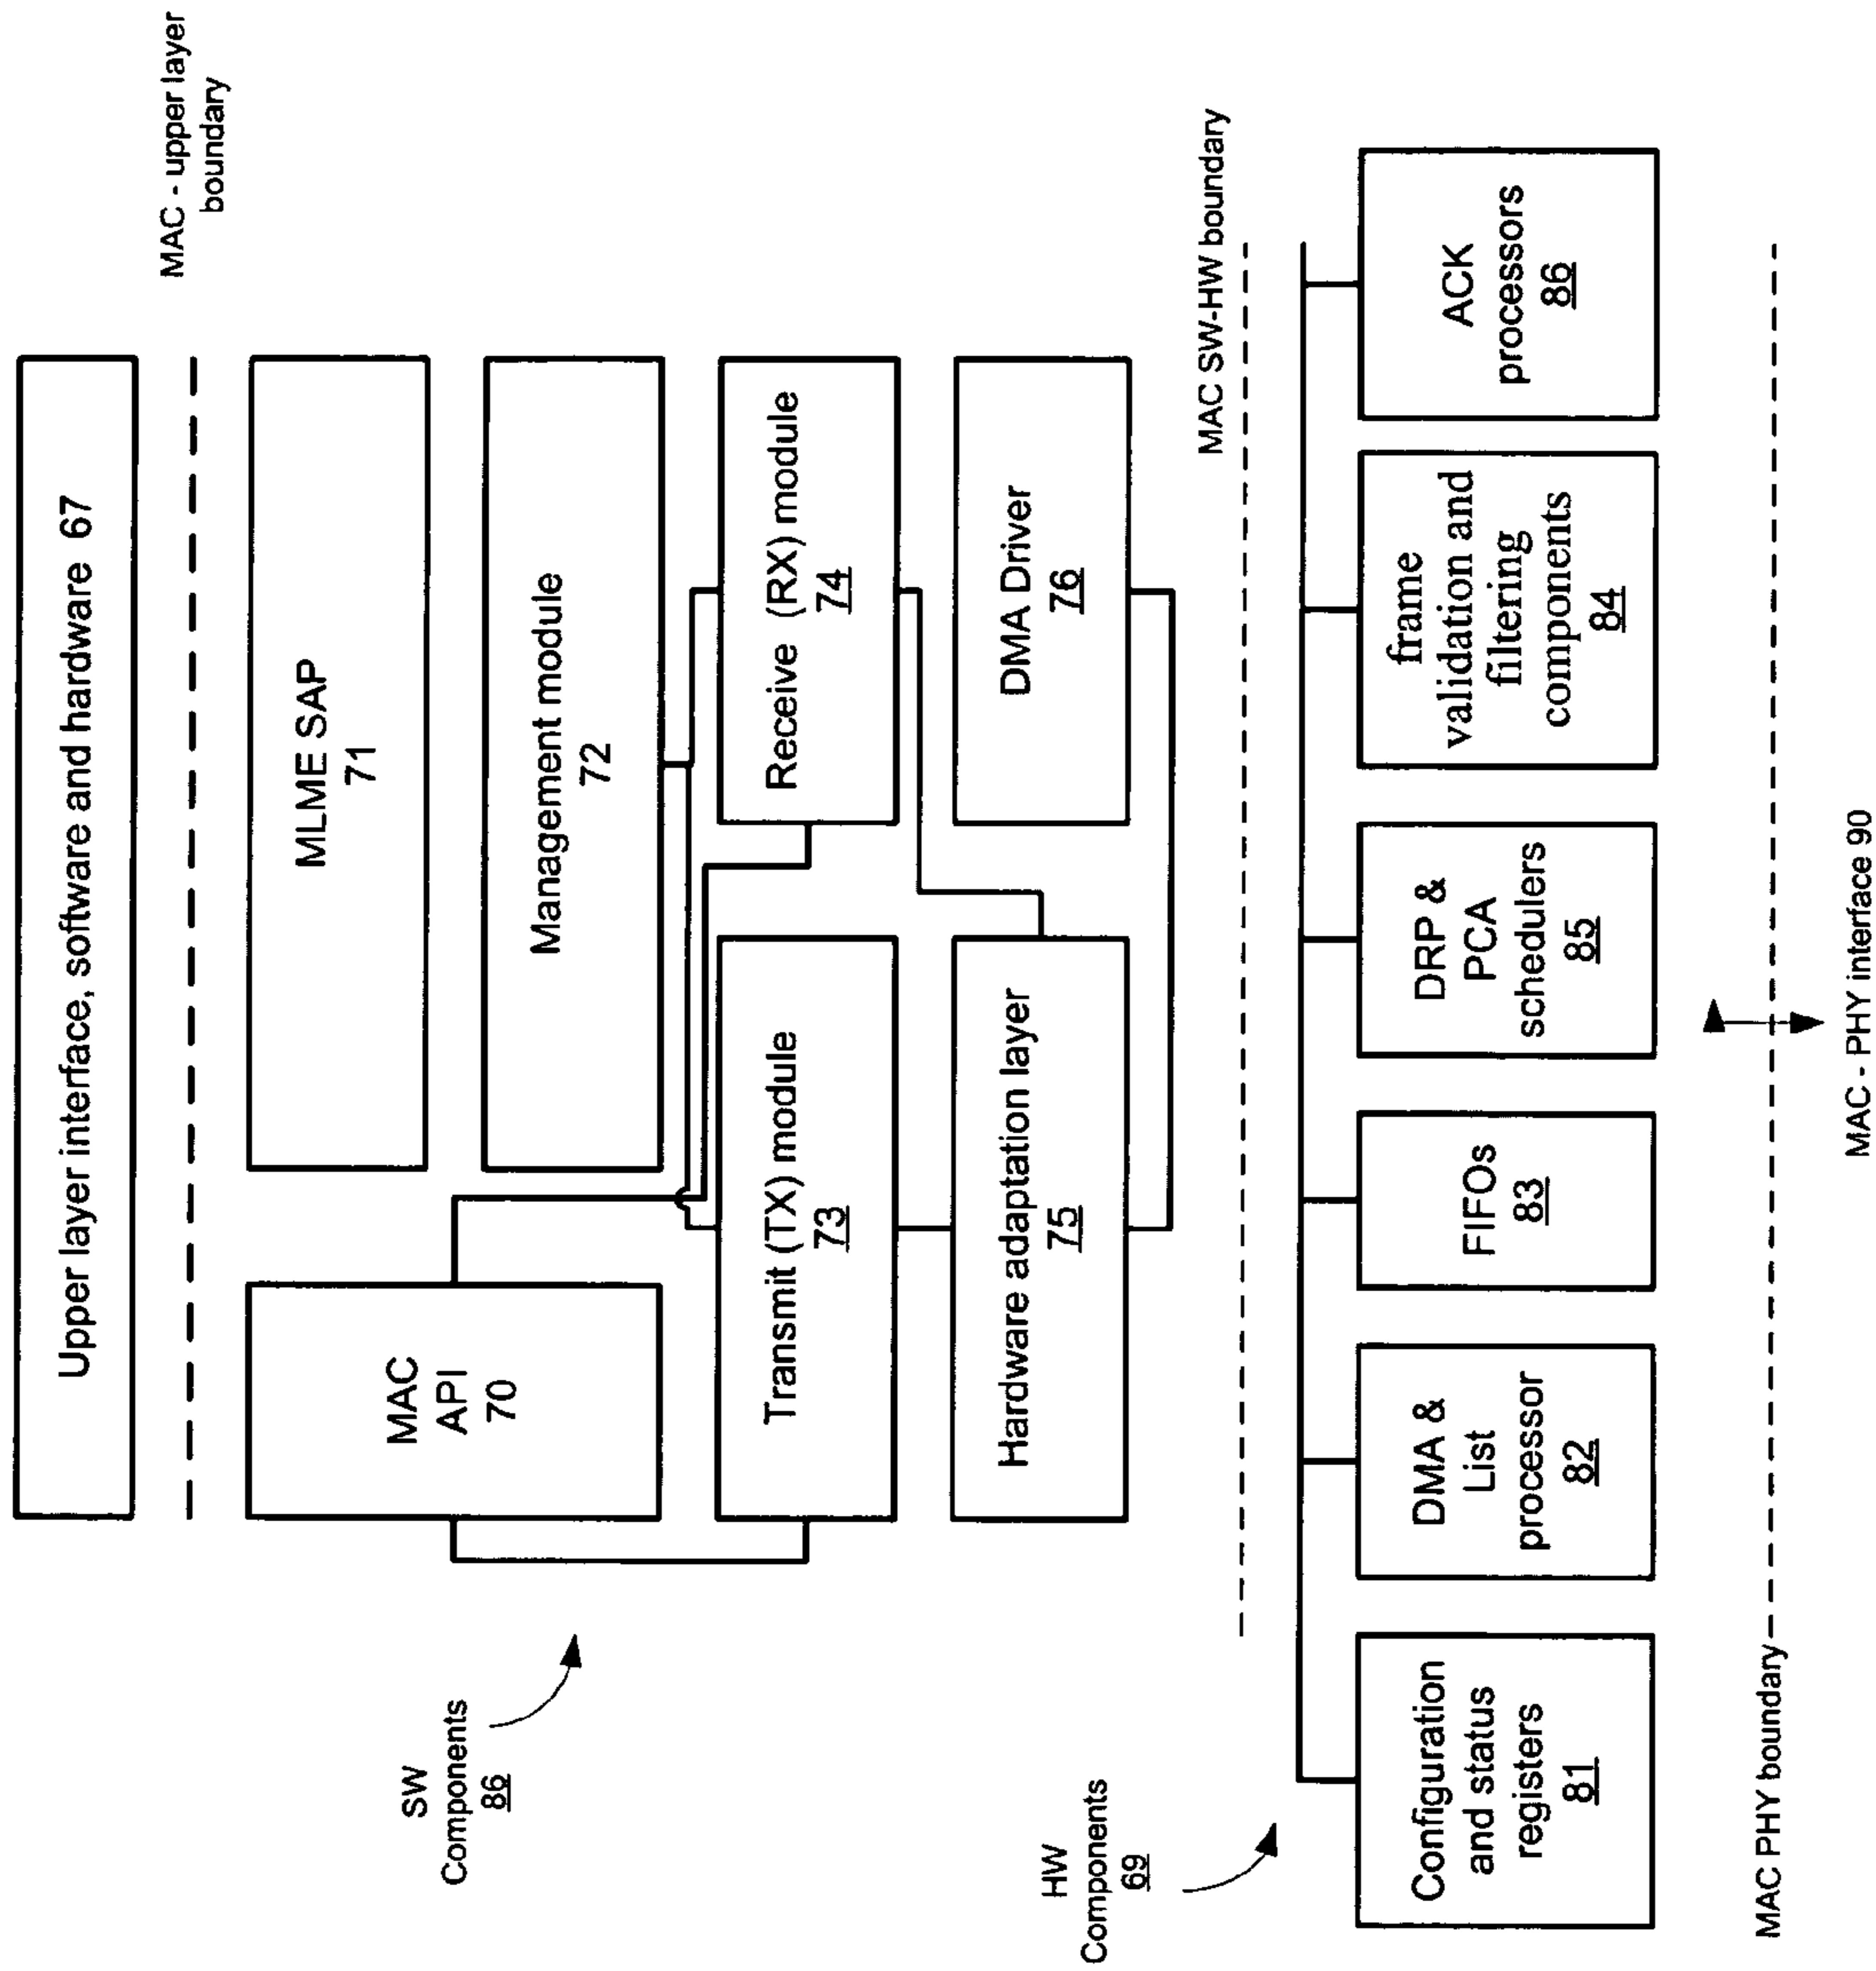 Upper layer interface, software and hardware 67
MAC - upper layer
boundary
MAC
API
70
MLME SAP
71
Management module
72
SW
Components
86
Transmit (TX) module
73
Receive (RX) module
74
Hardware adaptation layer
75
DMA Driver
76
MAC SW-HW boundary
HW
Components
69
Configuration
and status
registers
81
DMA &
List
processor
82
FIFOs
83
DRP &
PCA
schedulers
85
frame
validation and
filtering
components
84
ACK
processors
86
MAC PHY boundary
MAC - PHY interface 90